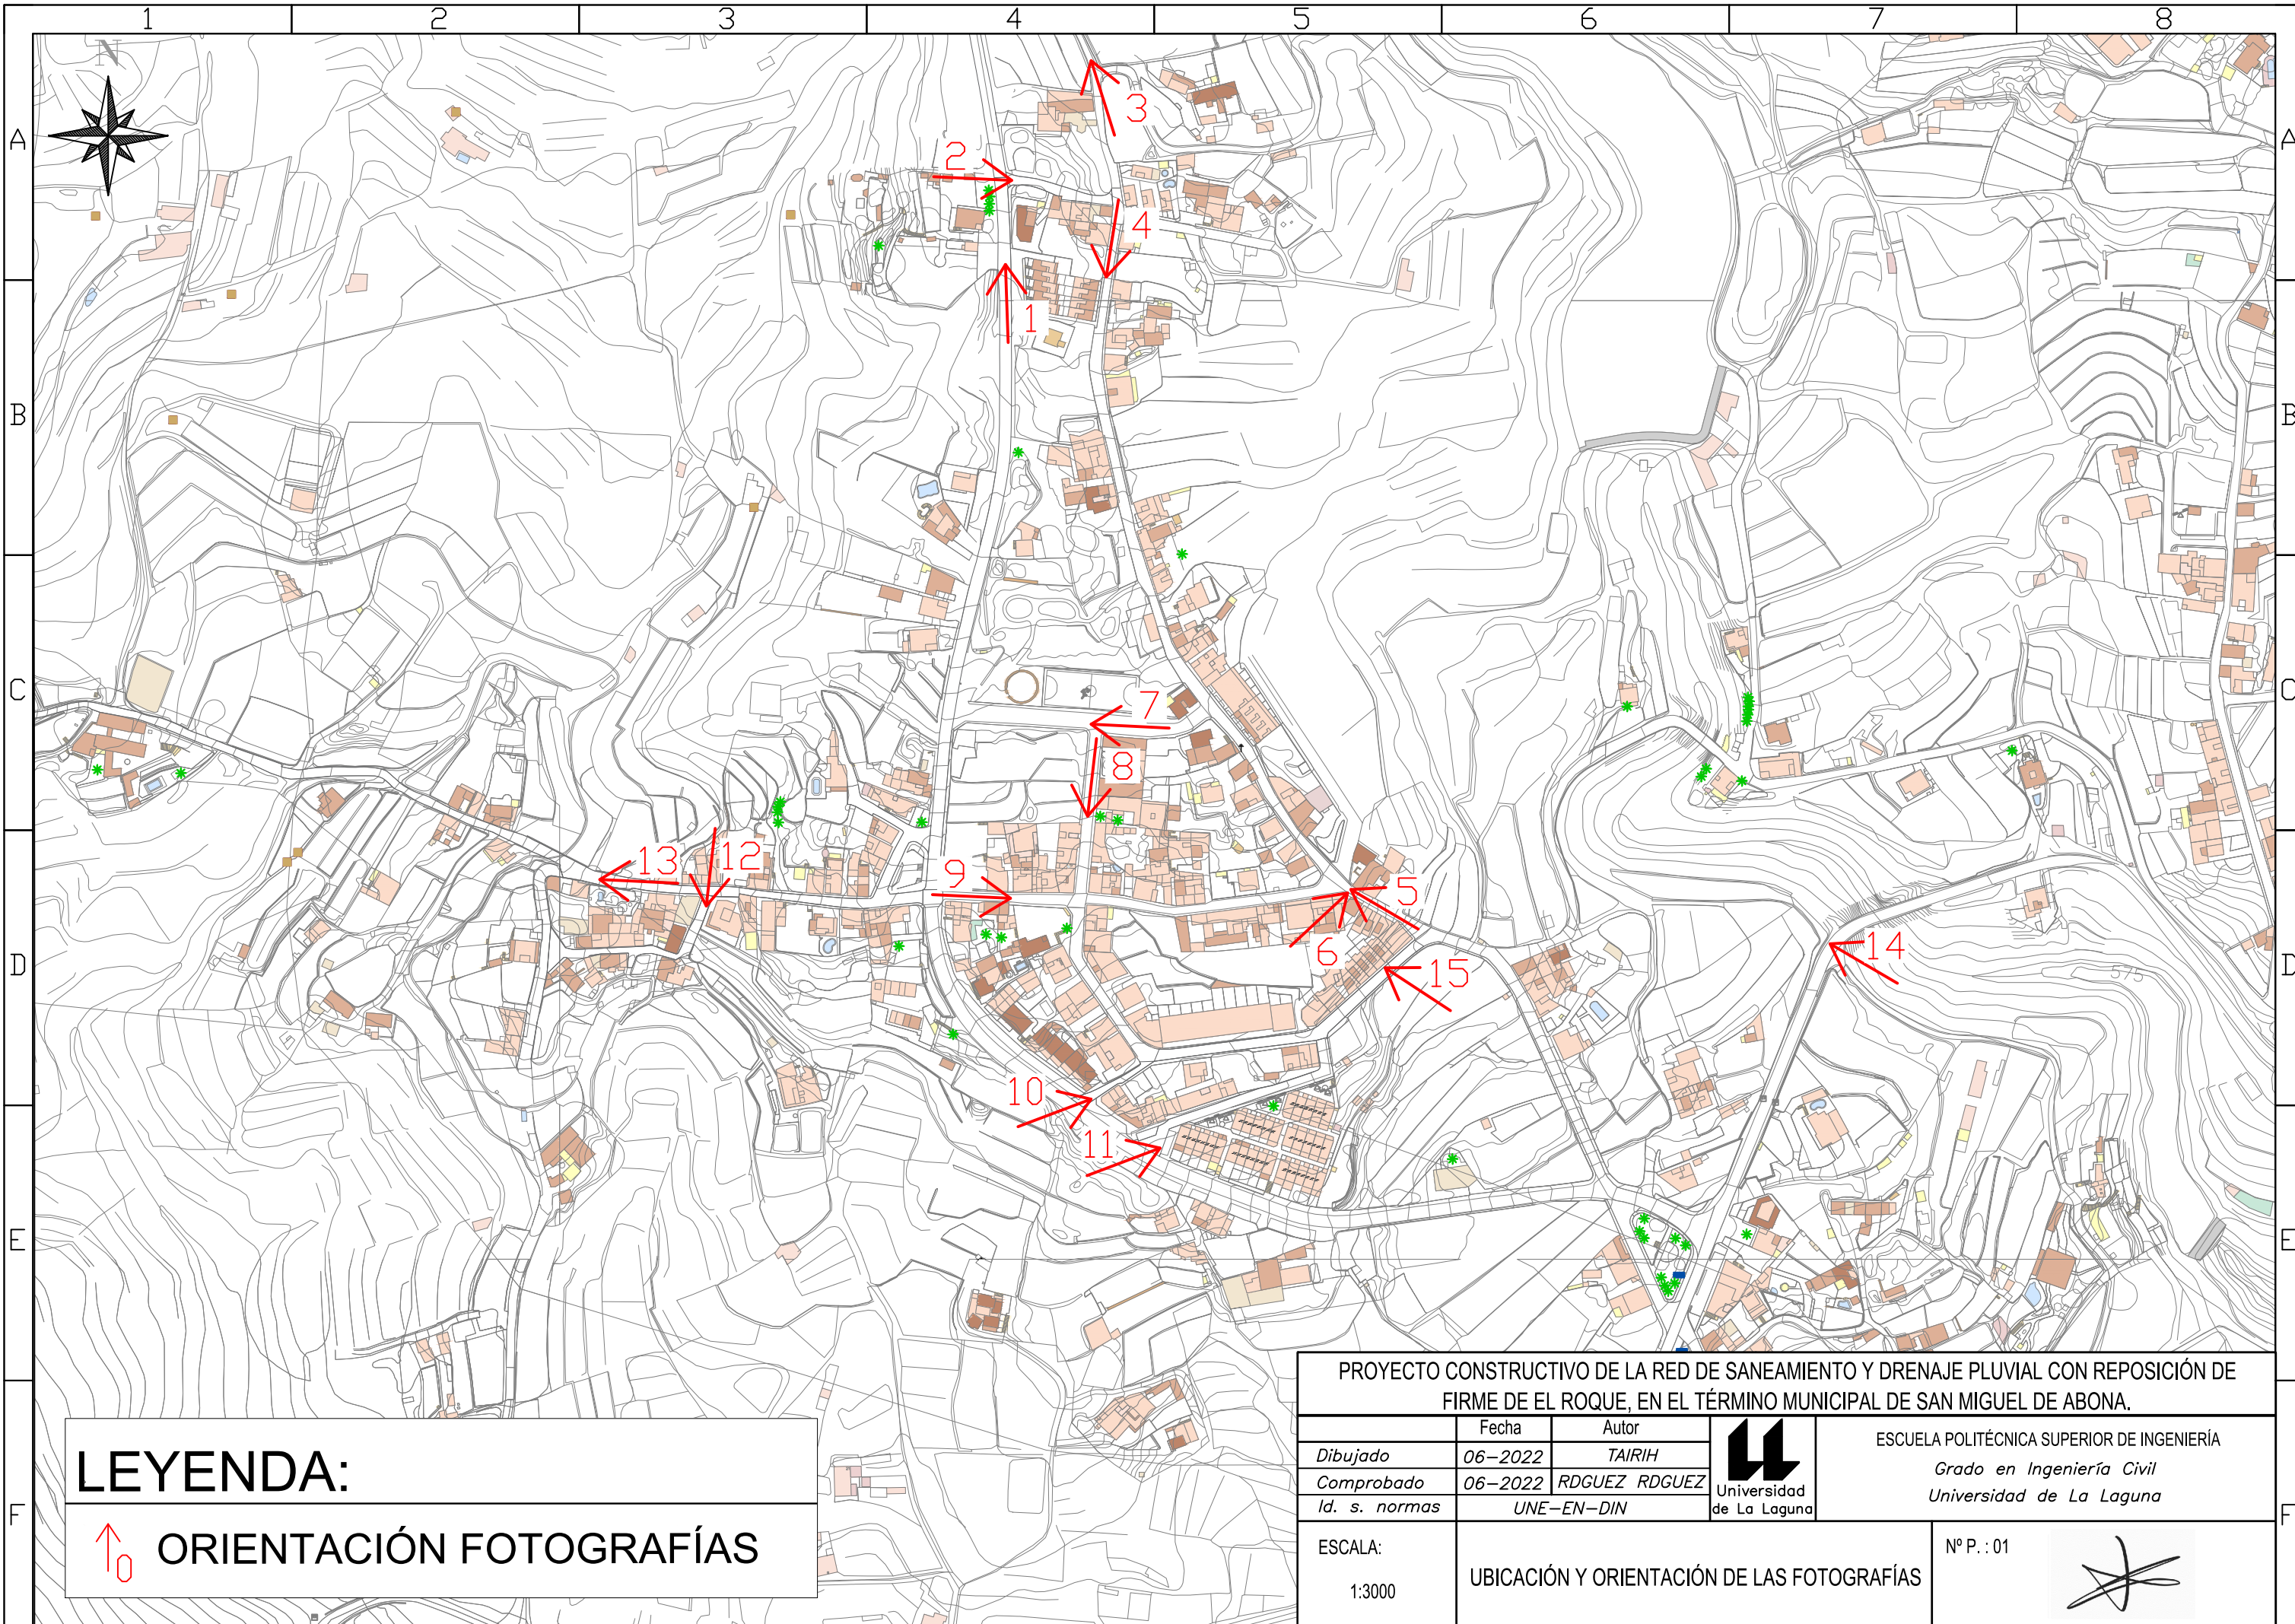 1 2 3 4 5 6 7 8
N
A A
3
2
4
1
B B
C C
7
8
13 12
9
5
6
D D
14
15
10
11
E E
F F
LEYENDA:
0 ORIENTACIÓN FOTOGRAFÍAS
PROYECTO CONSTRUCTIVO DE LA RED DE SANEAMIENTO Y DRENAJE PLUVIAL CON REPOSICIÓN DE
FIRME DE EL ROQUE, EN EL TÉRMINO MUNICIPAL DE SAN MIGUEL DE ABONA.
Fecha Autor
Dibujado 06-2022 TAIRIH
Comprobado 06-2022 RDGUEZ RDGUEZ
Id. s. normas UNE-EN-DIN
Universidad
de La Laguna
ESCUELA POLITÉCNICA SUPERIOR DE INGENIERÍA
Grado en Ingeniería Civil
Universidad de La Laguna
ESCALA:
1:3000
UBICACIÓN Y ORIENTACIÓN DE LAS FOTOGRAFÍAS
Nº P. : 01